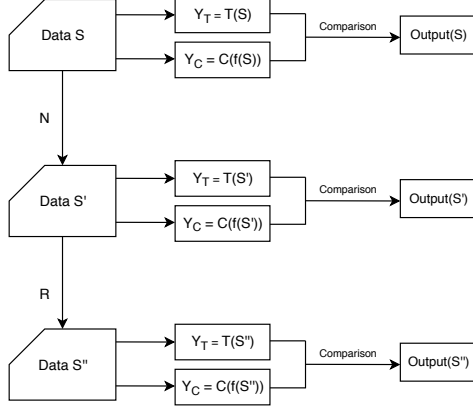 Data S
Y_T = T(S)
Y_C = C(f(S))
Comparison
Output(S)
N
Data S'
Y_T = T(S')
Y_C = C(f(S'))
Comparison
Output(S')
R
Data S"
Y_T = T(S")
Y_C = C(f(S"))
Comparison
Output(S")